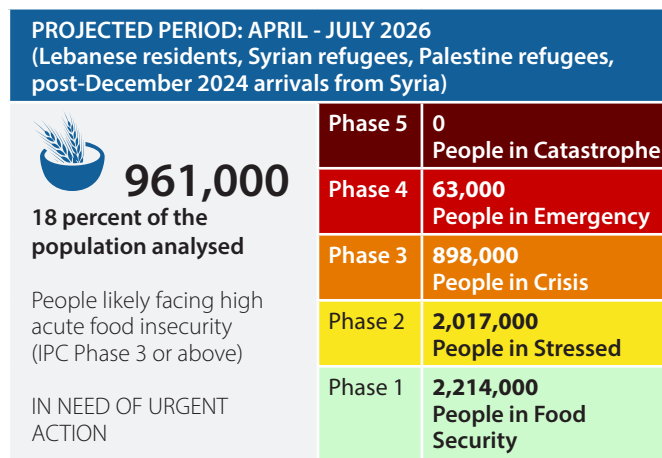 PROJECTED PERIOD: APRIL - JULY 2026
(Lebanese residents, Syrian refugees, Palestine refugees,
post-December 2024 arrivals from Syria)
961,000
18 percent of the
population analysed
People likely facing high
acute food insecurity
(IPC Phase 3 or above)
IN NEED OF URGENT
ACTION
Phase 5
0
People in Catastrophe
Phase 4
63,000
People in Emergency
Phase 3
898,000
People in Crisis
Phase 2
2,017,000
People in Stressed
Phase 1
2,214,000
People in Food
Security